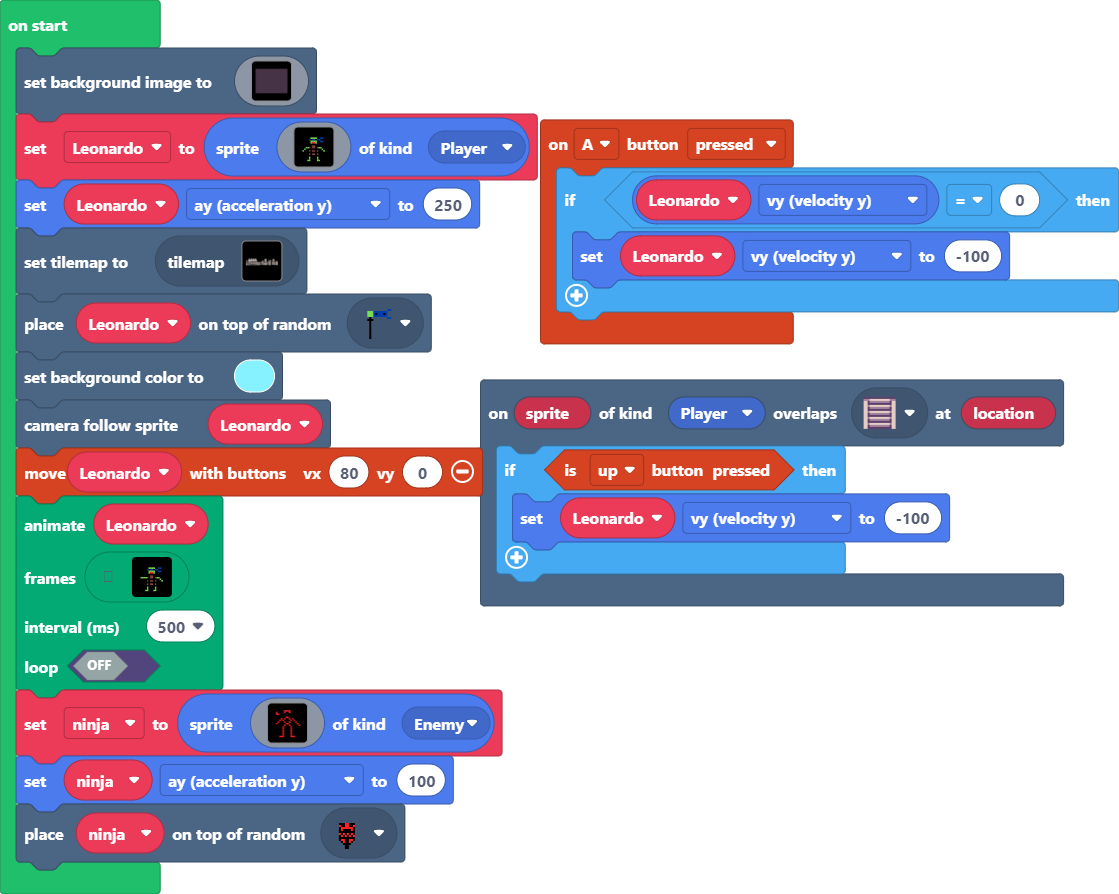 on start
set background image to
set Leonardo to sprite of kind Player
set Leonardo ay (acceleration y) to 250
set tilemap to tilemap
place Leonardo on top of random
set background color to
camera follow sprite Leonardo
move Leonardo with buttons vx 80 vy 0
animate Leonardo
frames
interval (ms) 500
loop OFF
set ninja to sprite of kind Enemy
set ninja ay (acceleration y) to 100
place ninja on top of random
on A button pressed
if Leonardo vy (velocity y) = 0 then
set Leonardo vy (velocity y) to -100
on sprite of kind Player overlaps at location
if is up button pressed then
set Leonardo vy (velocity y) to -100